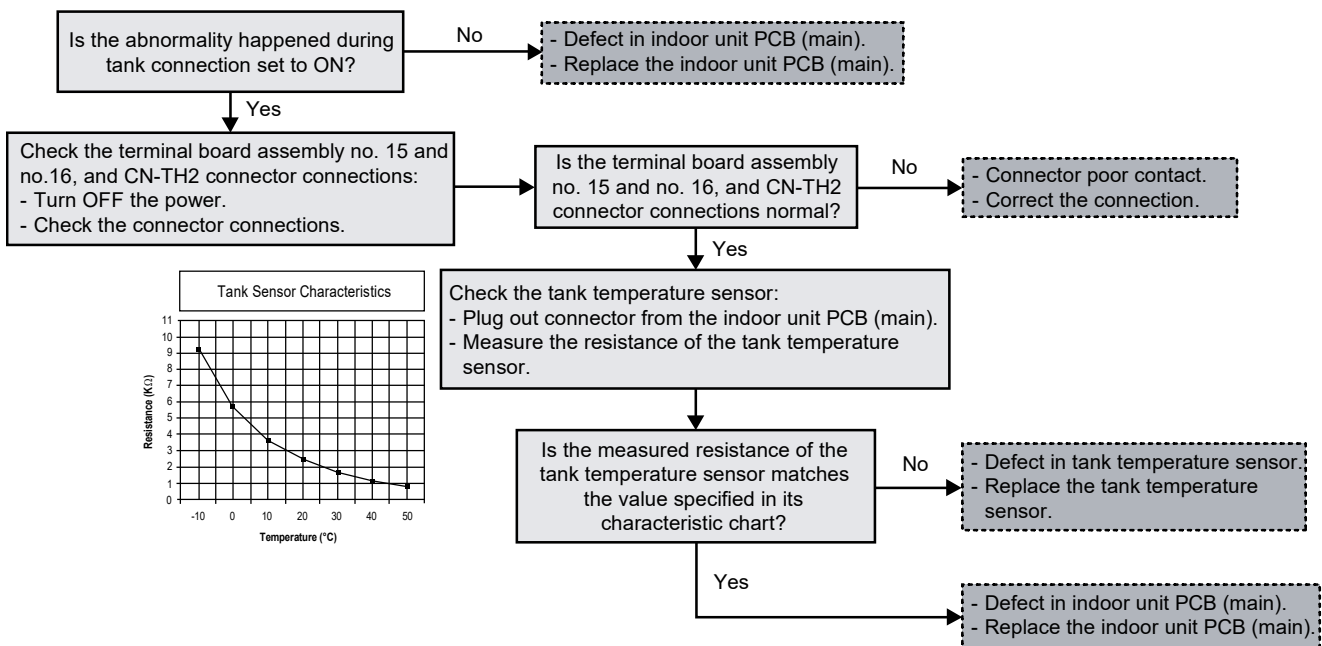 Is the abnormality happened during
tank connection set to ON?
No
- Defect in indoor unit PCB (main).
- Replace the indoor unit PCB (main).
Yes
Check the terminal board assembly no. 15 and
no.16, and CN-TH2 connector connections:
- Turn OFF the power.
- Check the connector connections.
Is the terminal board assembly
no. 15 and no. 16, and CN-TH2
connector connections normal?
No
- Connector poor contact.
- Correct the connection.
Yes
Tank Sensor Characteristics
11
10
9
8
7
6
5
4
3
2
1
0
Resistance (KΩ)
-10 0 10 20 30 40 50
Temperature (°C)
Check the tank temperature sensor:
- Plug out connector from the indoor unit PCB (main).
- Measure the resistance of the tank temperature
sensor.
Is the measured resistance of the
tank temperature sensor matches
the value specified in its
characteristic chart?
No
- Defect in tank temperature sensor.
- Replace the tank temperature
sensor.
Yes
- Defect in indoor unit PCB (main).
- Replace the indoor unit PCB (main).